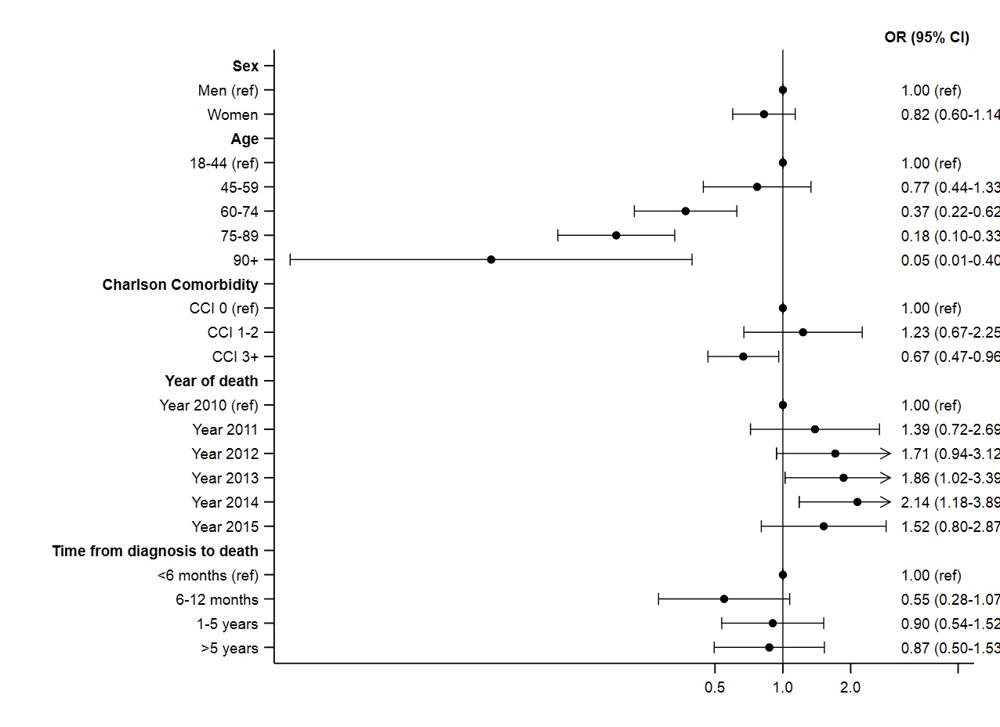 OR (95% CI)
Sex
Men (ref) 1.00 (ref)
Women 0.82 (0.60-1.14
Age
18-44 (ref) 1.00 (ref)
45-59 0.77 (0.44-1.33
60-74 0.37 (0.22-0.62
75-89 0.18 (0.10-0.33
90+ 0.05 (0.01-0.40
Charlson Comorbidity
CCI 0 (ref) 1.00 (ref)
CCI 1-2 1.23 (0.67-2.25
CCI 3+ 0.67 (0.47-0.96
Year of death
Year 2010 (ref) 1.00 (ref)
Year 2011 1.39 (0.72-2.69
Year 2012 1.71 (0.94-3.12
Year 2013 1.86 (1.02-3.39
Year 2014 2.14 (1.18-3.89
Year 2015 1.52 (0.80-2.87
Time from diagnosis to death
<6 months (ref) 1.00 (ref)
6-12 months 0.55 (0.28-1.07
1-5 years 0.90 (0.54-1.52
>5 years 0.87 (0.50-1.53
0.5 1.0 2.0